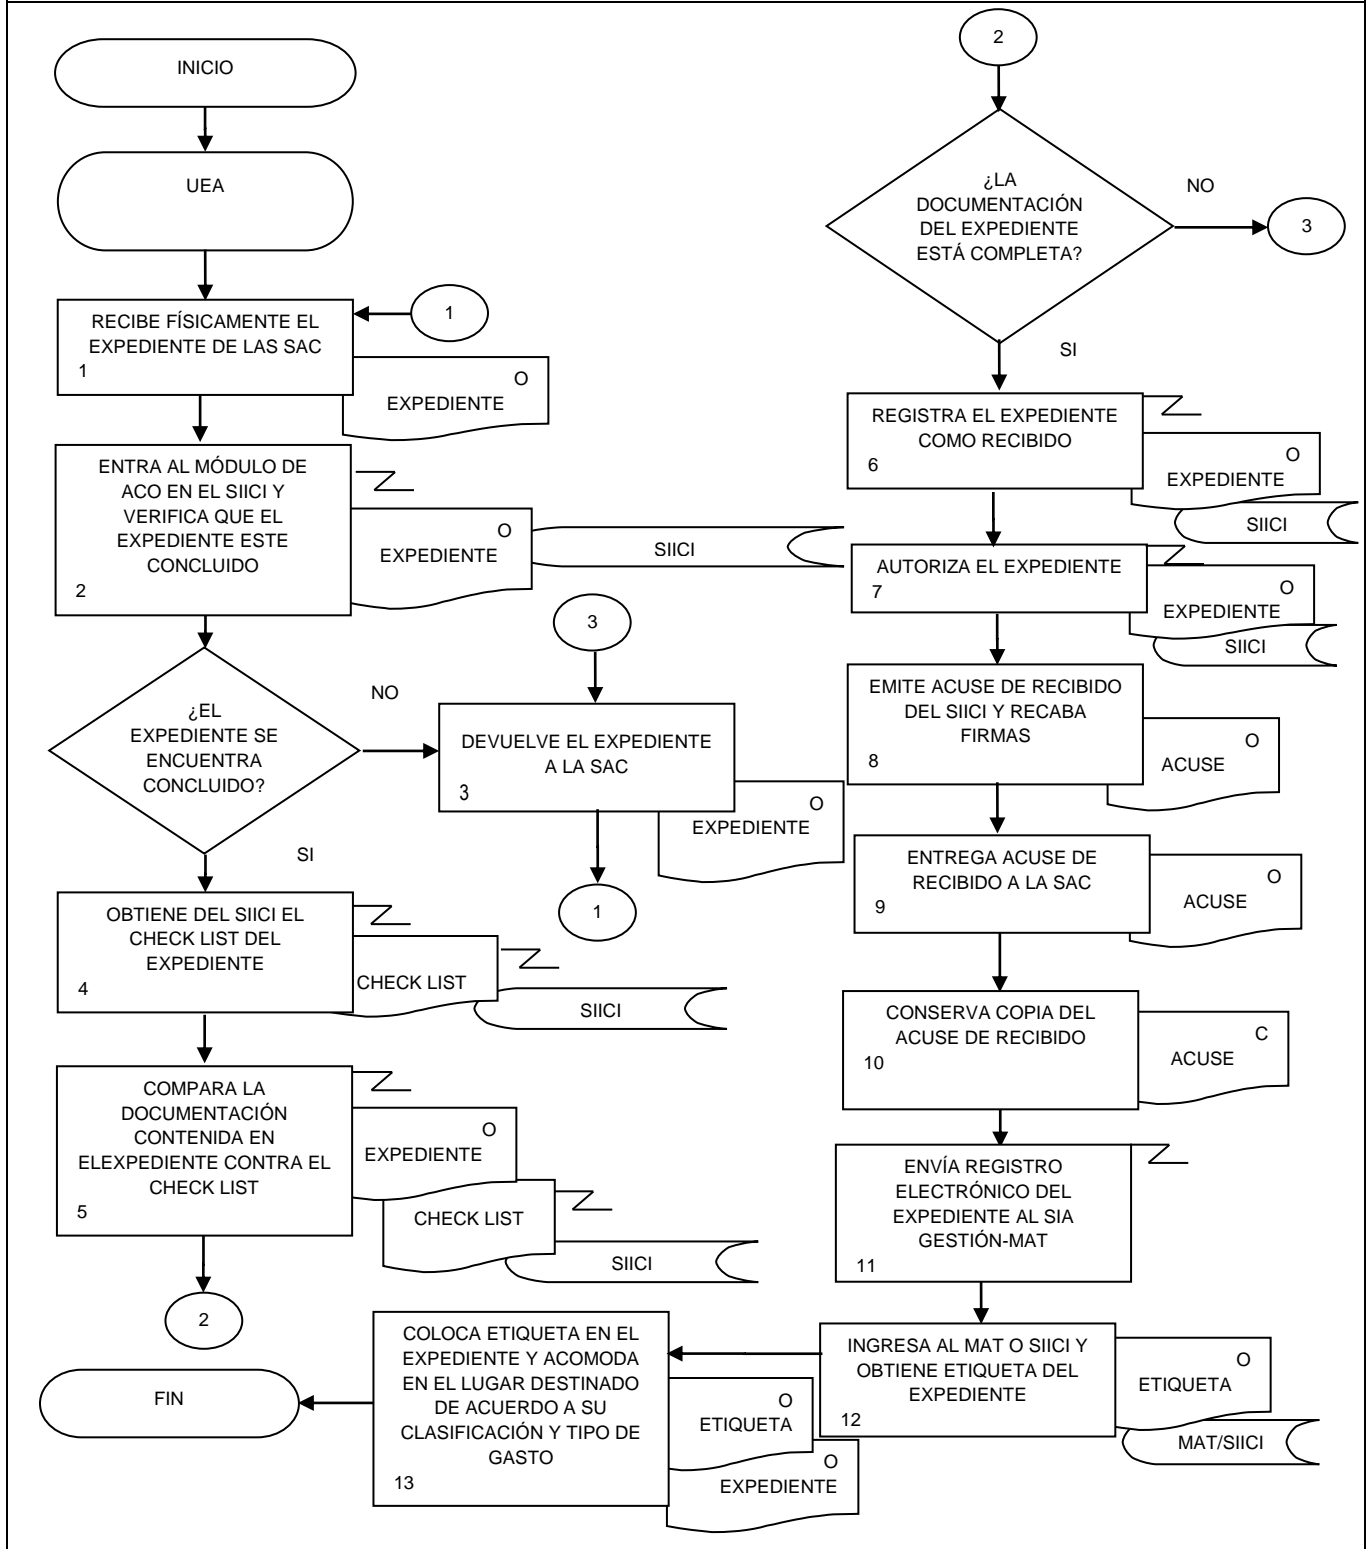 INICIO
UEA
1
RECIBE FÍSICAMENTE EL
EXPEDIENTE DE LAS SAC
1
O
EXPEDIENTE
ENTRA AL MÓDULO DE
ACO EN EL SIICI Y
VERIFICA QUE EL
EXPEDIENTE ESTE
CONCLUIDO
2
O
EXPEDIENTE
SIICI
¿EL
EXPEDIENTE SE
ENCUENTRA
CONCLUIDO?
NO
SI
3
DEVUELVE EL EXPEDIENTE
A LA SAC
3
O
EXPEDIENTE
1
OBTIENE DEL SIICI EL
CHECK LIST DEL
EXPEDIENTE
4
CHECK LIST
SIICI
COMPARA LA
DOCUMENTACIÓN
CONTENIDA EN
ELEXPEDIENTE CONTRA EL
CHECK LIST
5
O
EXPEDIENTE
CHECK LIST
SIICI
2
2
¿LA
DOCUMENTACIÓN
DEL EXPEDIENTE
ESTÁ COMPLETA?
NO
3
SI
REGISTRA EL EXPEDIENTE
COMO RECIBIDO
6
O
EXPEDIENTE
SIICI
AUTORIZA EL EXPEDIENTE
7
O
EXPEDIENTE
SIICI
EMITE ACUSE DE RECIBIDO
DEL SIICI Y RECABA
FIRMAS
8
O
ACUSE
ENTREGA ACUSE DE
RECIBIDO A LA SAC
9
O
ACUSE
CONSERVA COPIA DEL
ACUSE DE RECIBIDO
10
C
ACUSE
ENVÍA REGISTRO
ELECTRÓNICO DEL
EXPEDIENTE AL SIA
GESTIÓN-MAT
11
INGRESA AL MAT O SIICI Y
OBTIENE ETIQUETA DEL
EXPEDIENTE
12
O
ETIQUETA
MAT/SIICI
COLOCA ETIQUETA EN EL
EXPEDIENTE Y ACOMODA
EN EL LUGAR DESTINADO
DE ACUERDO A SU
CLASIFICACIÓN Y TIPO DE
GASTO
13
O
ETIQUETA
O
EXPEDIENTE
FIN